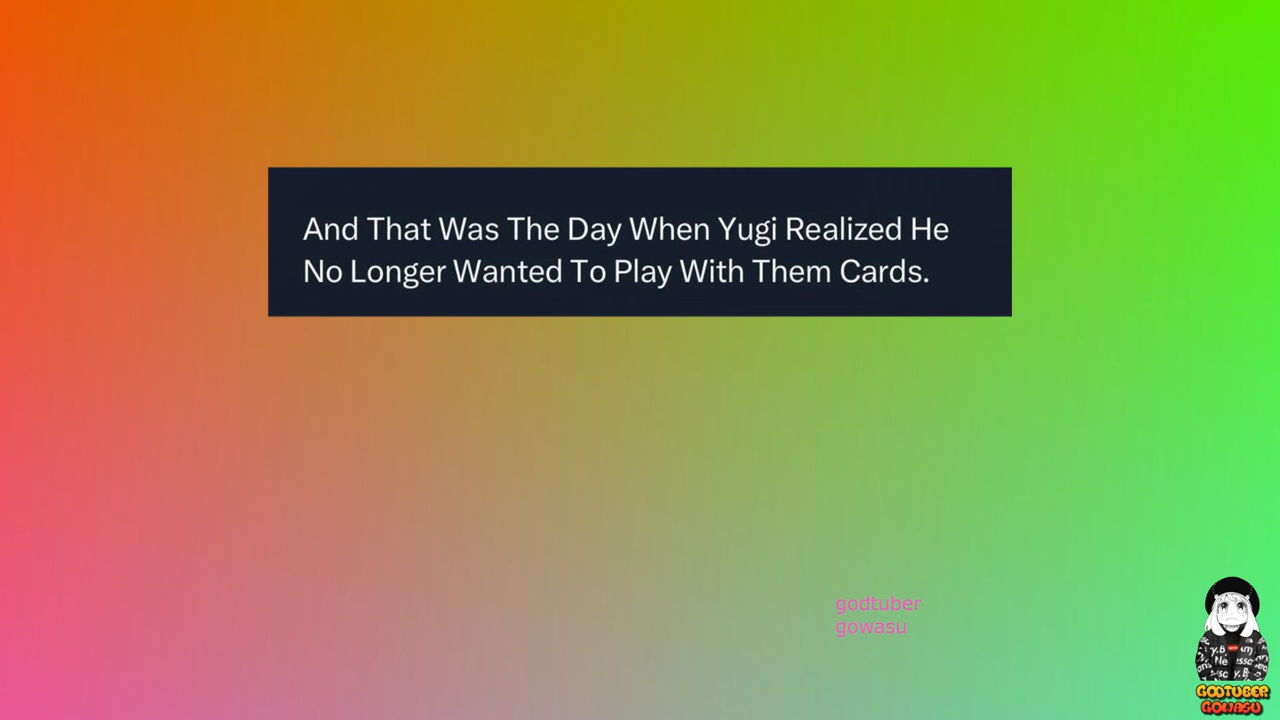 And That Was The Day When Yugi Realized He
No Longer Wanted To Play With Them Cards.
godtuber
gowasu
GODTUBER
GOWASU